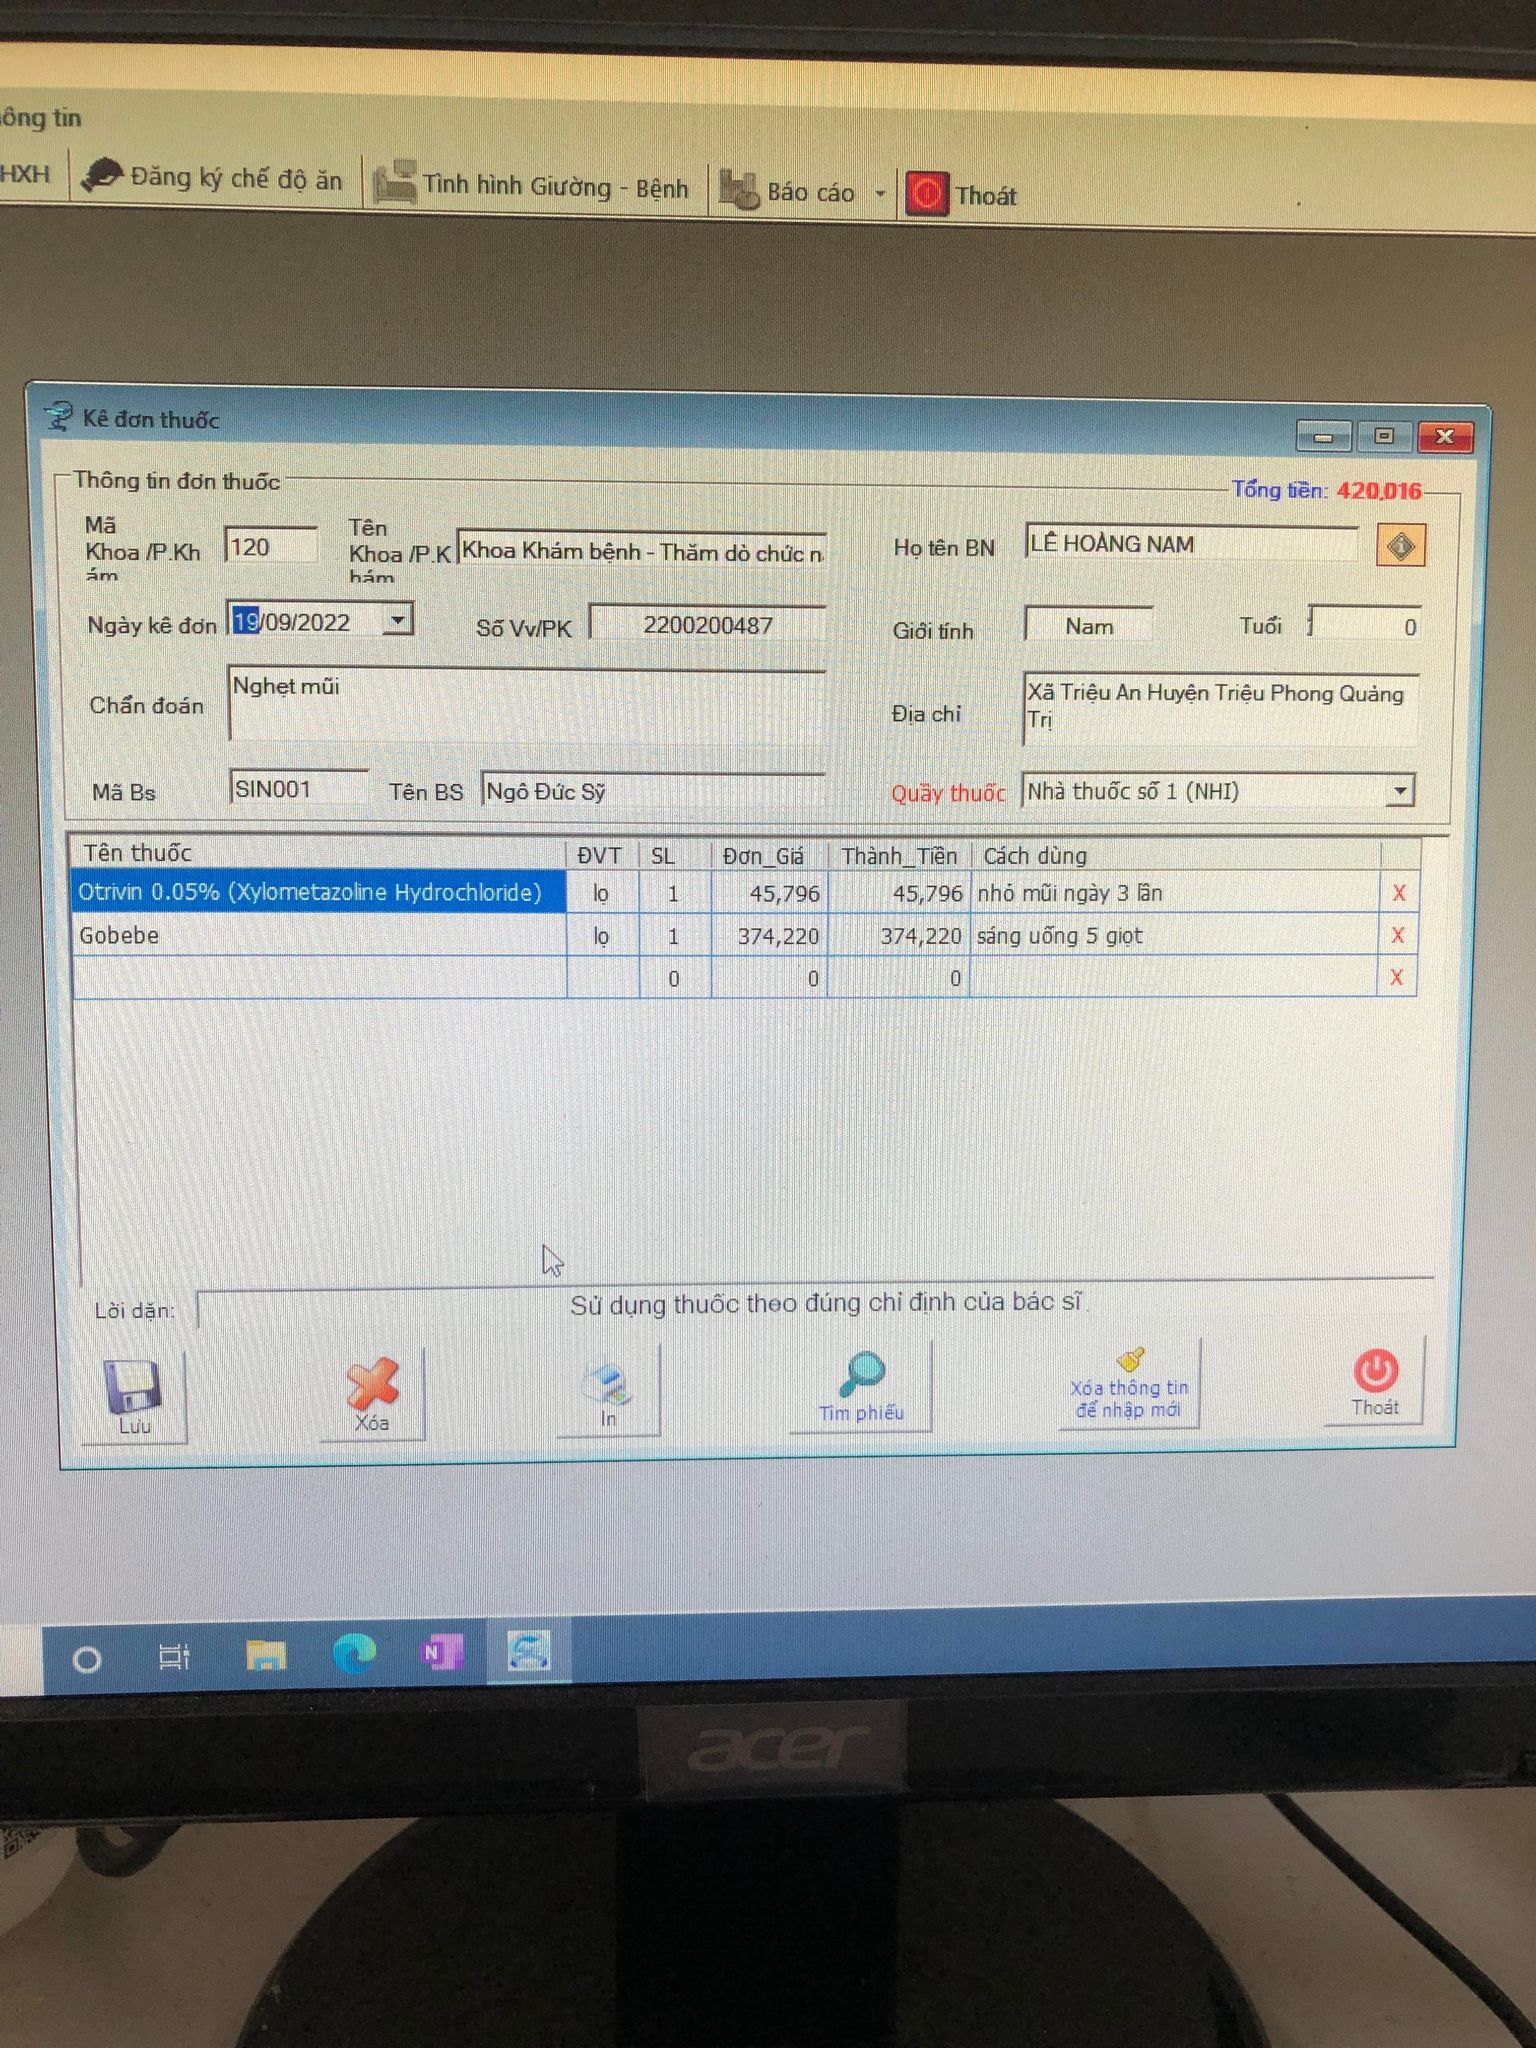 ông tin
HXH Đăng ký chế độ ăn Tình hình Giường - Bệnh Báo cáo Thoát
Kê đơn thuốc
Thông tin đơn thuốc Tổng tiền: 420,016
Mã Khoa /P.Kh ám 120 Tên Khoa /P.K hám Khoa Khám bệnh - Thăm dò chức n Họ tên BN LÊ HOÀNG NAM
Ngày kê đơn 19/09/2022 Số Vv/PK 2200200487 Giới tính Nam Tuổi 0
Chẩn đoán Nghẹt mũi Địa chỉ Xã Triệu An Huyện Triệu Phong Quảng Trị
Mã Bs SIN001 Tên BS Ngô Đức Sỹ Quầy thuốc Nhà thuốc số 1 (NHI)
Tên thuốc ĐVT SL Đơn_Giá Thành_Tiền Cách dùng
Otrivin 0.05% (Xylometazoline Hydrochloride) lọ 1 45,796 45,796 nhỏ mũi ngày 3 lần X
Gobebe lọ 1 374,220 374,220 sáng uống 5 giọt X
0 0 0 X
Lời dặn: Sử dụng thuốc theo đúng chỉ định của bác sĩ.
Lưu Xóa In Tìm phiếu Xóa thông tin để nhập mới Thoát
N
acer